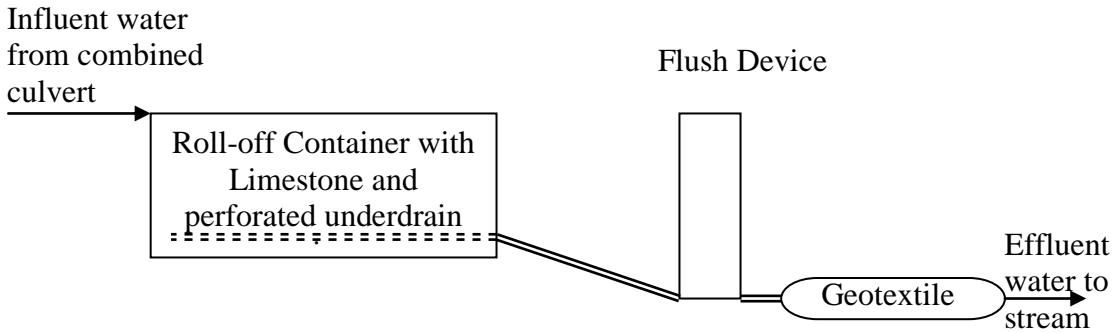 Influent water
from combined
culvert
Flush Device
Roll-off Container with
Limestone and
perforated underdrain
Geotextile
Effluent
water to
stream